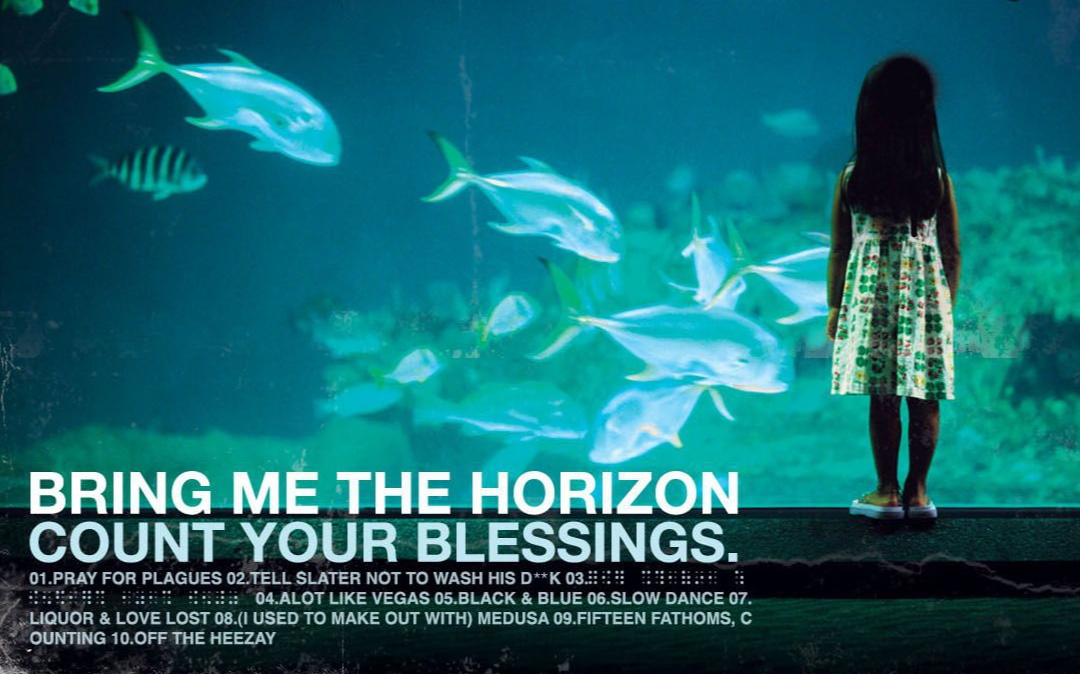 BRING ME THE HORIZON
COUNT YOUR BLESSINGS.
01.PRAY FOR PLAGUES 02.TELL SLATER NOT TO WASH HIS D**K 03.
04.ALOT LIKE VEGAS 05.BLACK & BLUE 06.SLOW DANCE 07.
LIQUOR & LOVE LOST 08.(I USED TO MAKE OUT WITH) MEDUSA 09.FIFTEEN FATHOMS, C
OUNTING 10.OFF THE HEEZAY